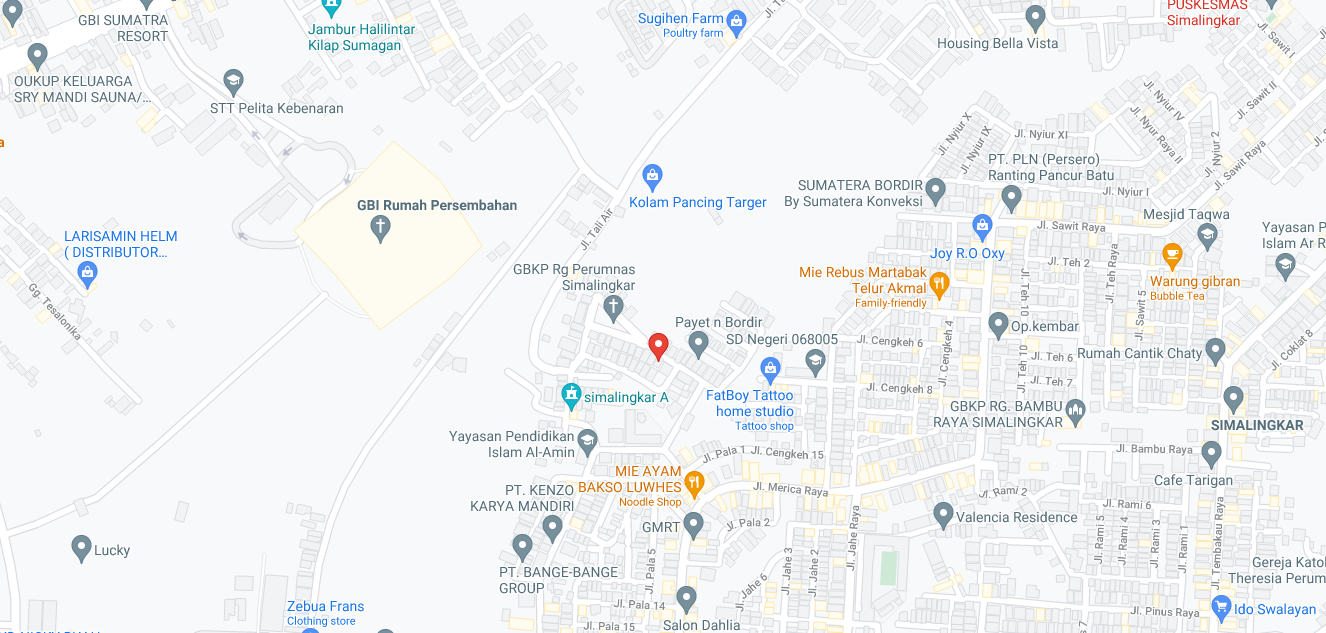 GBI SUMATRA
RESORT
Jambur Halilintar
Kilap Sumagan
Sugihen Farm
Poultry farm
Housing Bella Vista
PUSKESMAS
Simalingkar
OUKUP KELUARGA
SRY MANDI SAUNA/...
STT Pelita Kebenaran
Jl. Sawit I
Jl. Sawit II
Jl. Nyiur IV
Jl. Nyiur Raya II
Jl. Nyiur 2
Jl. Sawit Raya
Jl. Nyiur X
Jl. Nyiur IX
Jl. Nyiur XI
PT. PLN (Persero)
Ranting Pancur Batu
Jl. Nyiur I
SUMATERA BORDIR
By Sumatera Konveksi
Kolam Pancing Targer
GBI Rumah Persembahan
Jl. Tali Air
Mesjid Taqwa
Jl. Sawit Raya
Yayasan P
Islam Ar R
LARISAMIN HELM
( DISTRIBUTOR...
Joy R.O Oxy
Jl. Teh 2
Jl. Teh Raya
Warung gibran
Bubble Tea
GBKP Rg Perumnas
Simalingkar
Mie Rebus Martabak
Telur Akmal
Family-friendly
Jl. Teh 10
Jl. Sawit 5
Gg. Tesalonika
Payet n Bordir
SD Negeri 068005
Op.kembar
Jl. Cengkeh 4
Jl. Cengkeh 6
Jl. Teh 10
Jl. Teh 6
Rumah Cantik Chaty
Jl. Coklat 8
Jl. Teh 7
Jl. Cengkeh 8
simalingkar A
FatBoy Tattoo
home studio
Tattoo shop
GBKP RG. BAMBU
RAYA SIMALINGKAR
SIMALINGKAR
Yayasan Pendidikan
Islam Al-Amin
Jl. Pala 1
Jl. Cengkeh 15
Jl. Bambu Raya
MIE AYAM
BAKSO LUWHES
Noodle Shop
Jl. Merica Raya
Cafe Tarigan
PT. KENZO
KARYA MANDIRI
Jl. Rami 2
Jl. Rami 6
GMRT
Jl. Pala 2
Valencia Residence
Jl. Jahe Raya
Jl. Rami 5
Jl. Rami 4
Jl. Rami 3
Jl. Rami 1
Jl. Tembakau Raya
Lucky
PT. BANGE-BANGE
GROUP
Jl. Pala 5
Jl. Jahe 6
Jl. Jahe 3
Jl. Jahe 2
Gereja Katol
Theresia Perum
Zebua Frans
Clothing store
Jl. Pala 14
Jl. Pala 15
Salon Dahlia
Jl. Pinus Raya
Ido Swalayan